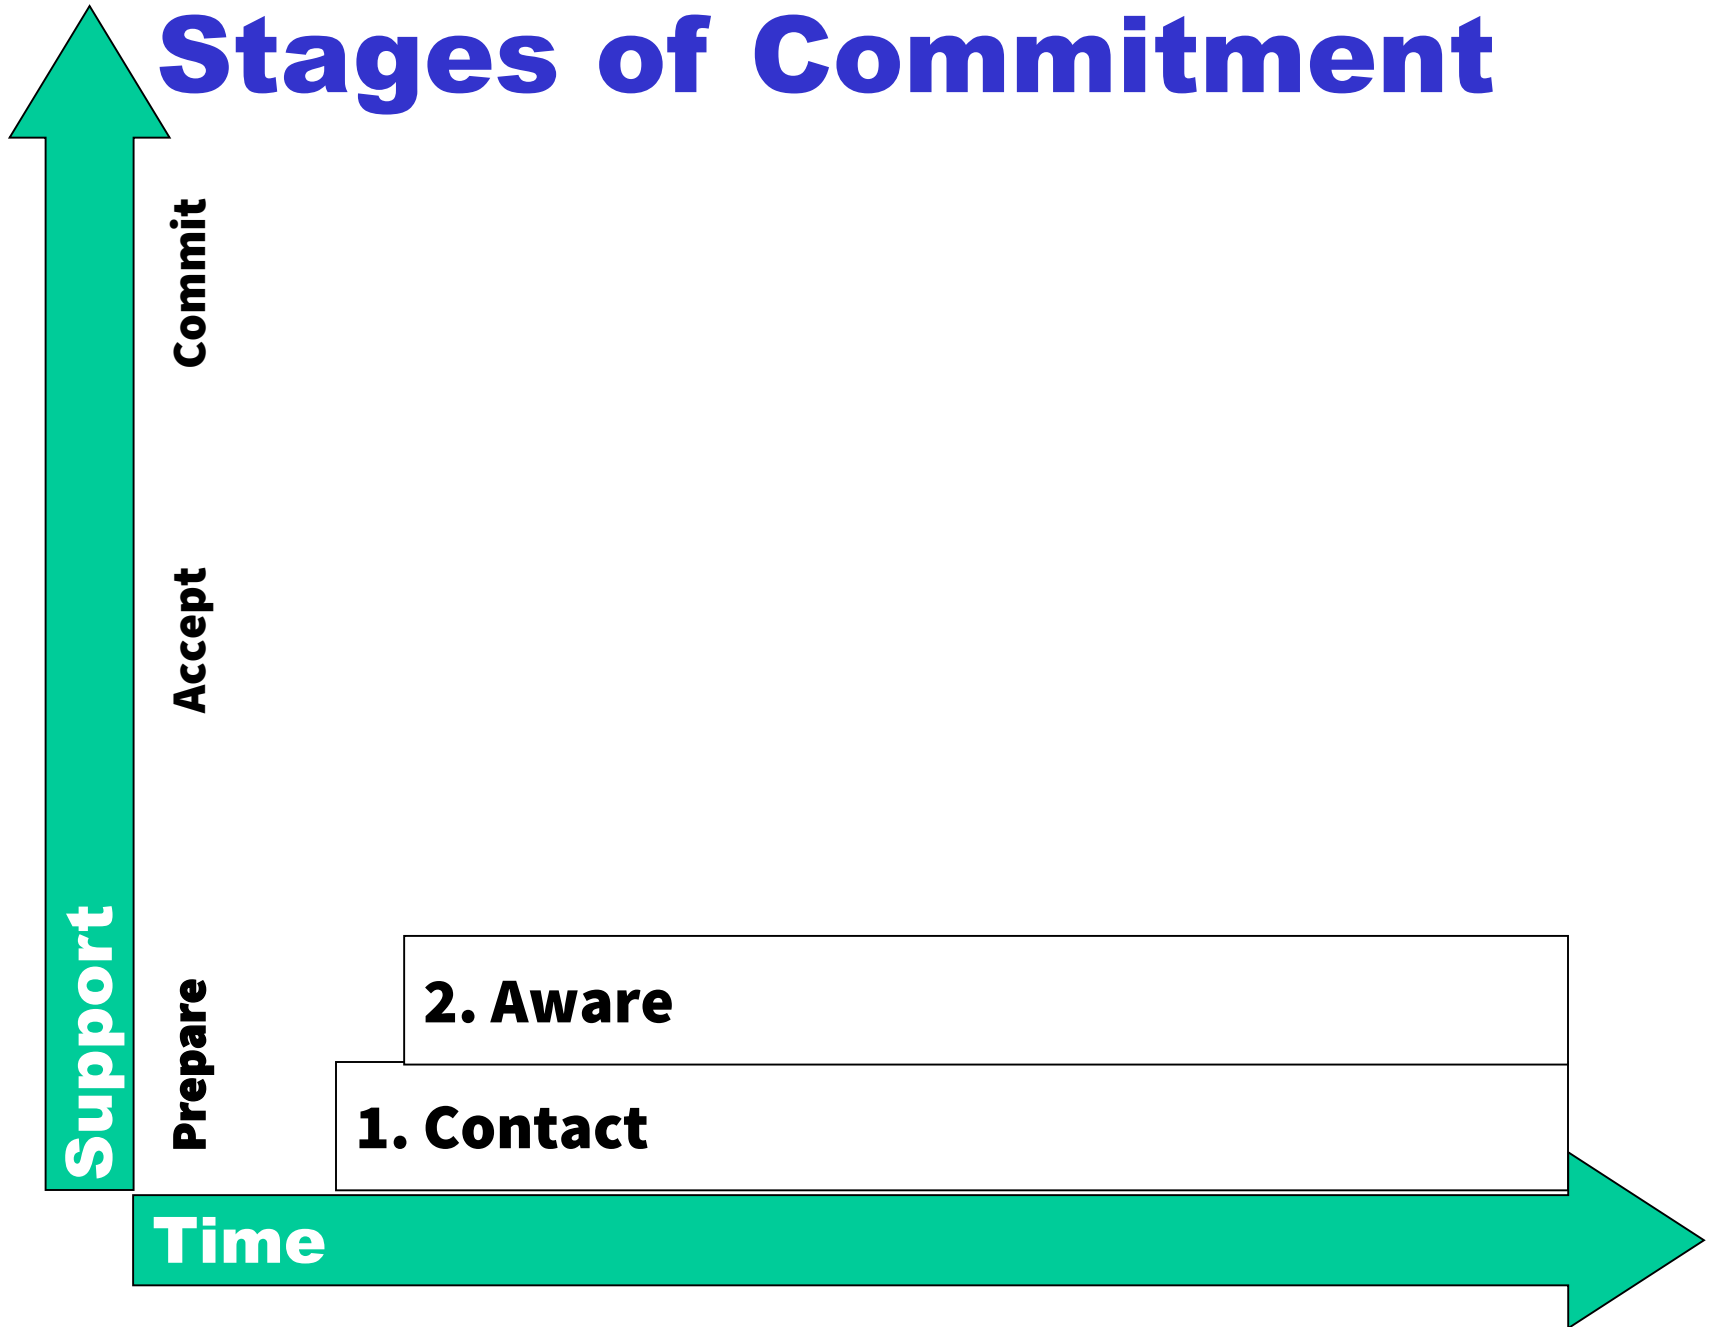 Stages of Commitment
Commit
Accept
Prepare
Support
2. Aware
1. Contact
Time